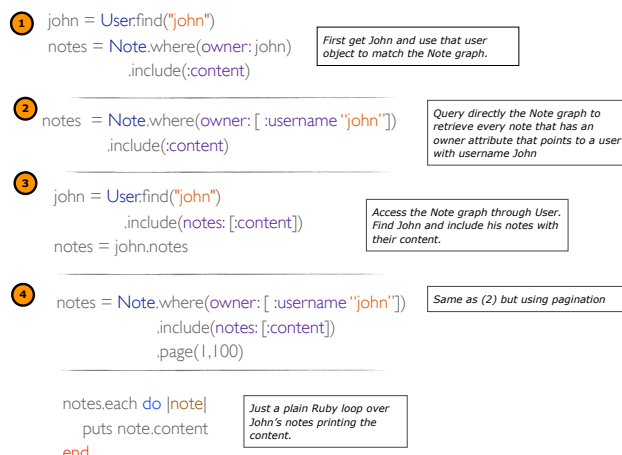 1
john = User.find("john")
notes = Note.where(owner: john)
.include(:content)
First get John and use that user
object to match the Note graph.
2
notes = Note.where(owner: [ :username “john”])
.include(:content)
Query directly the Note graph to
retrieve every note that has an
owner attribute that points to a user
with username John
3
john = User.find("john")
.include(notes: [:content])
notes = john.notes
Access the Note graph through User.
Find John and include his notes with
their content.
4
notes = Note.where(owner: [ :username “john”])
.include(notes: [:content])
.page(1,100)
Same as (2) but using pagination
notes.each do |note|
puts note.content
end
Just a plain Ruby loop over
John’s notes printing the
content.